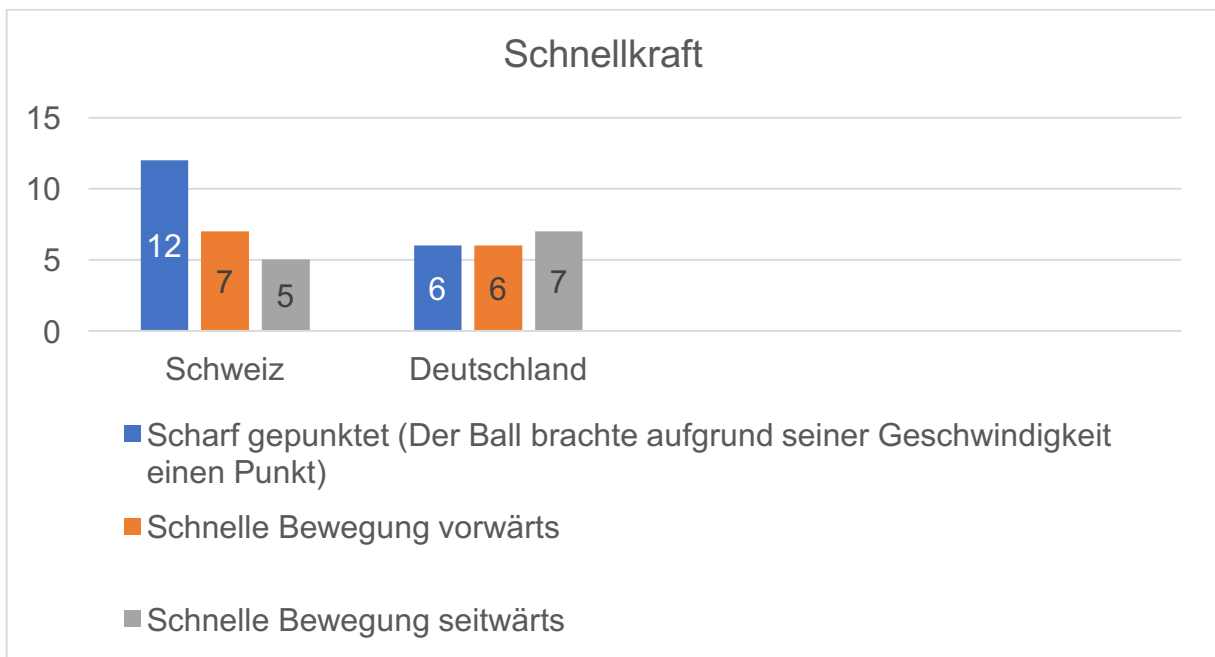 Schnellkraft
15
10
5
0
12
7
5
6
6
7
Schweiz
Deutschland
Scharf gepunktet (Der Ball brachte aufgrund seiner Geschwindigkeit
einen Punkt)
Schnelle Bewegung vorwärts
Schnelle Bewegung seitwärts